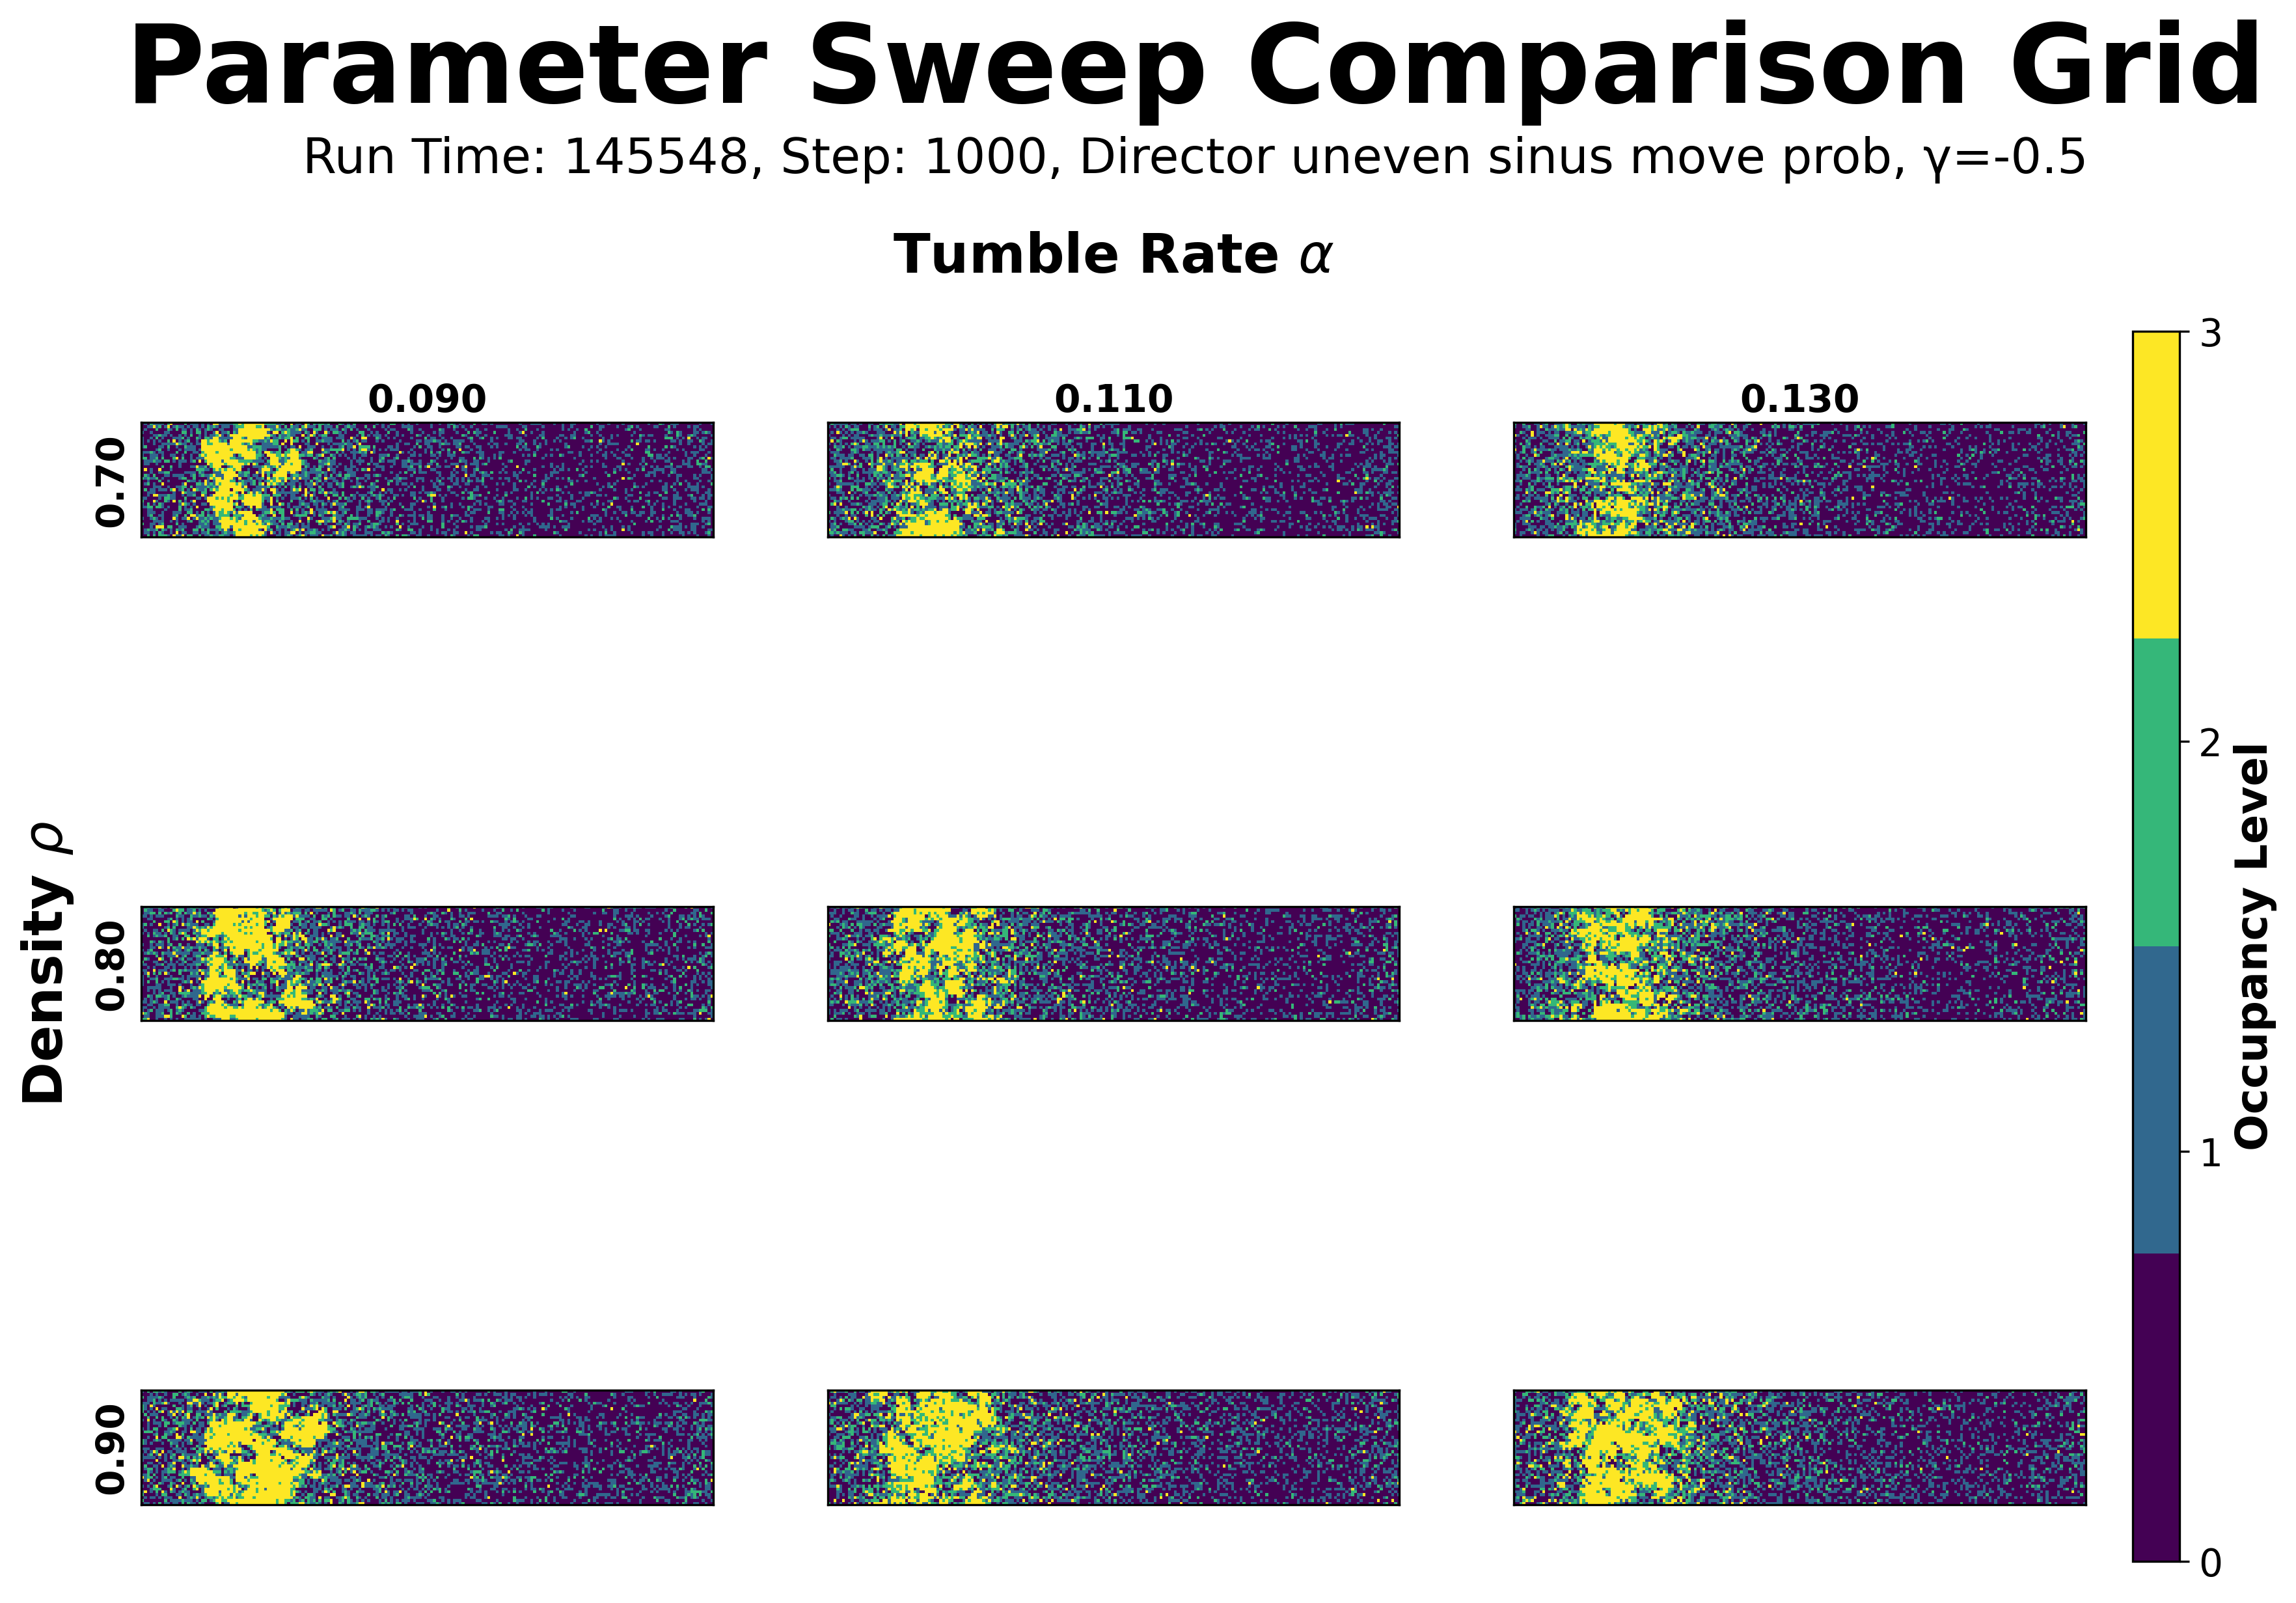 Parameter Sweep Comparison Grid
Run Time: 145548, Step: 1000, Director uneven sinus move prob, γ=-0.5
Tumble Rate α
0.090
0.110
0.130
Density ρ
0.70
0.80
0.90
3
2
1
0
Occupancy Level